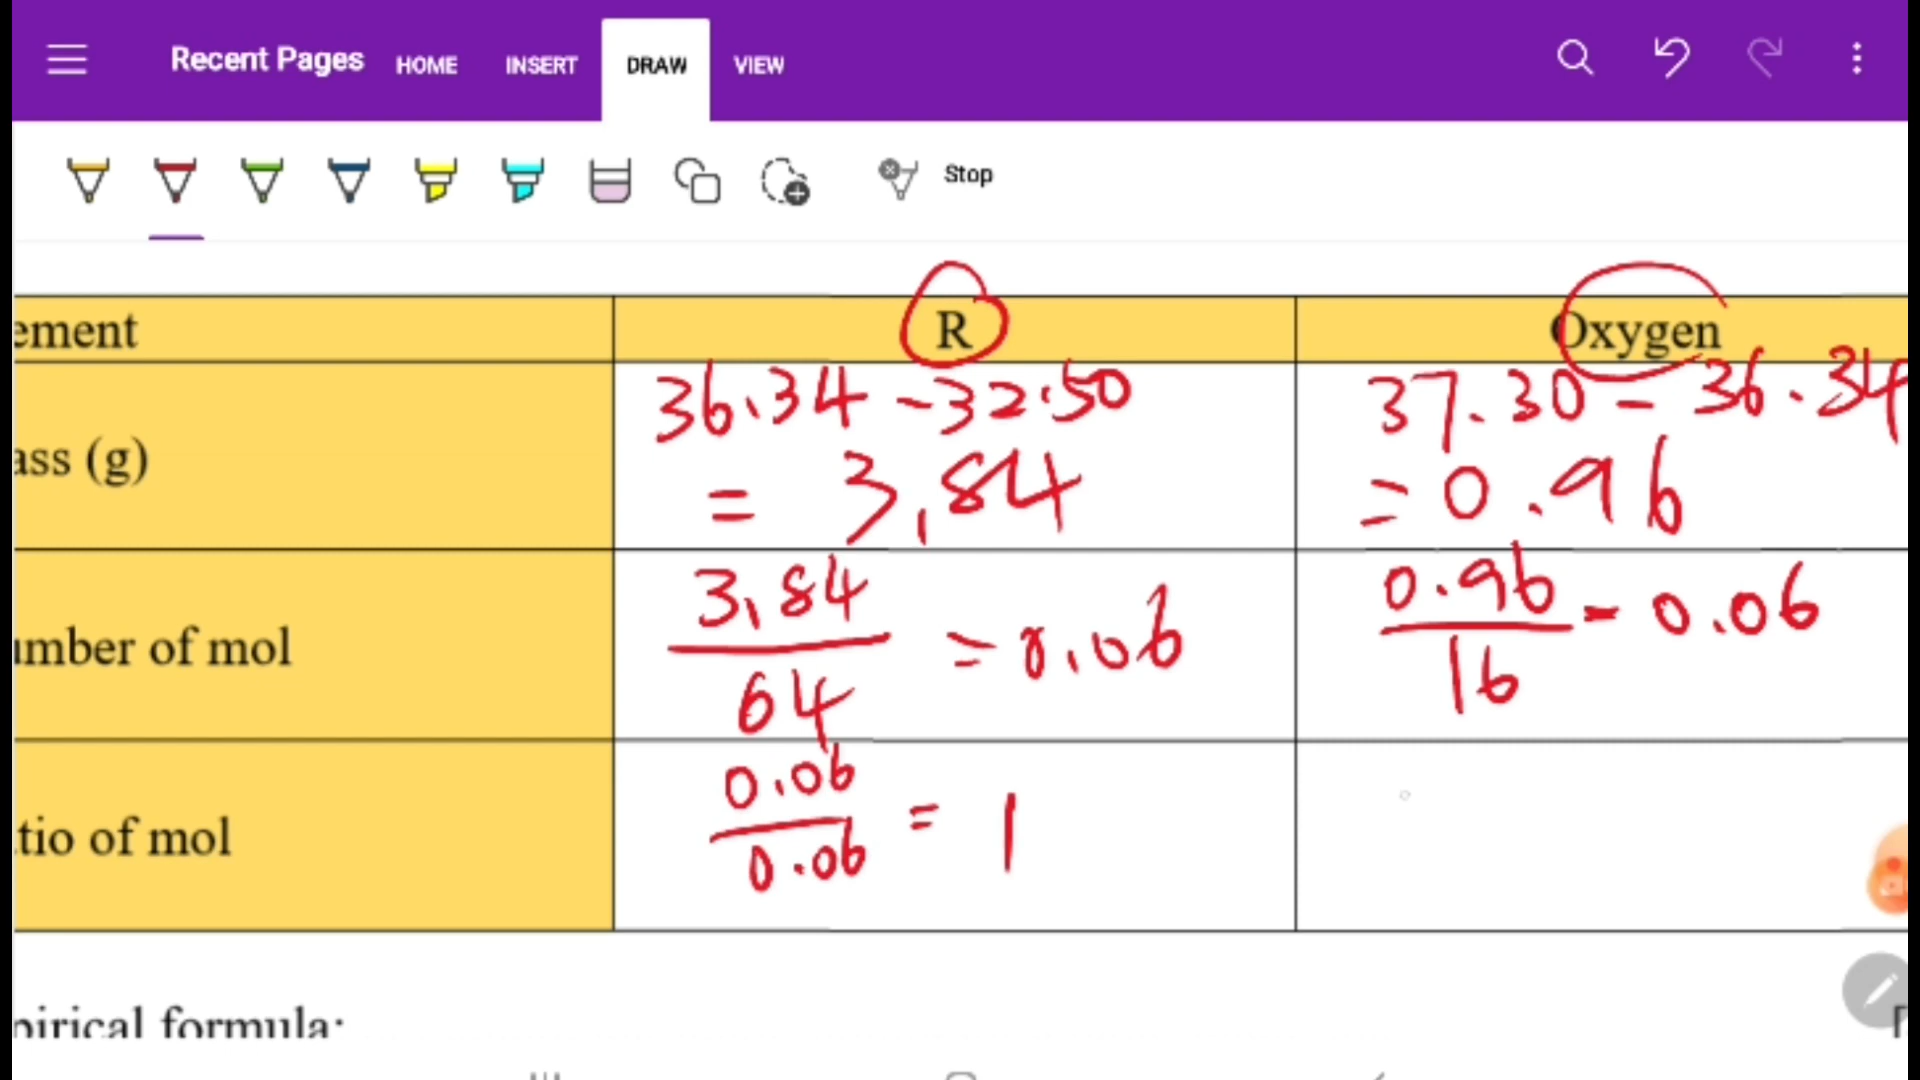 Recent Pages HOME INSERT DRAW VIEW
Stop
ement R Oxygen
36.34 - 32.50 37.30 - 36.34
ass (g) = 3.84 = 0.96
3.84 0.96
umber of mol = 0.06 = 0.06
64 16
0.06
tio of mol = 1
0.06
pirical formula: